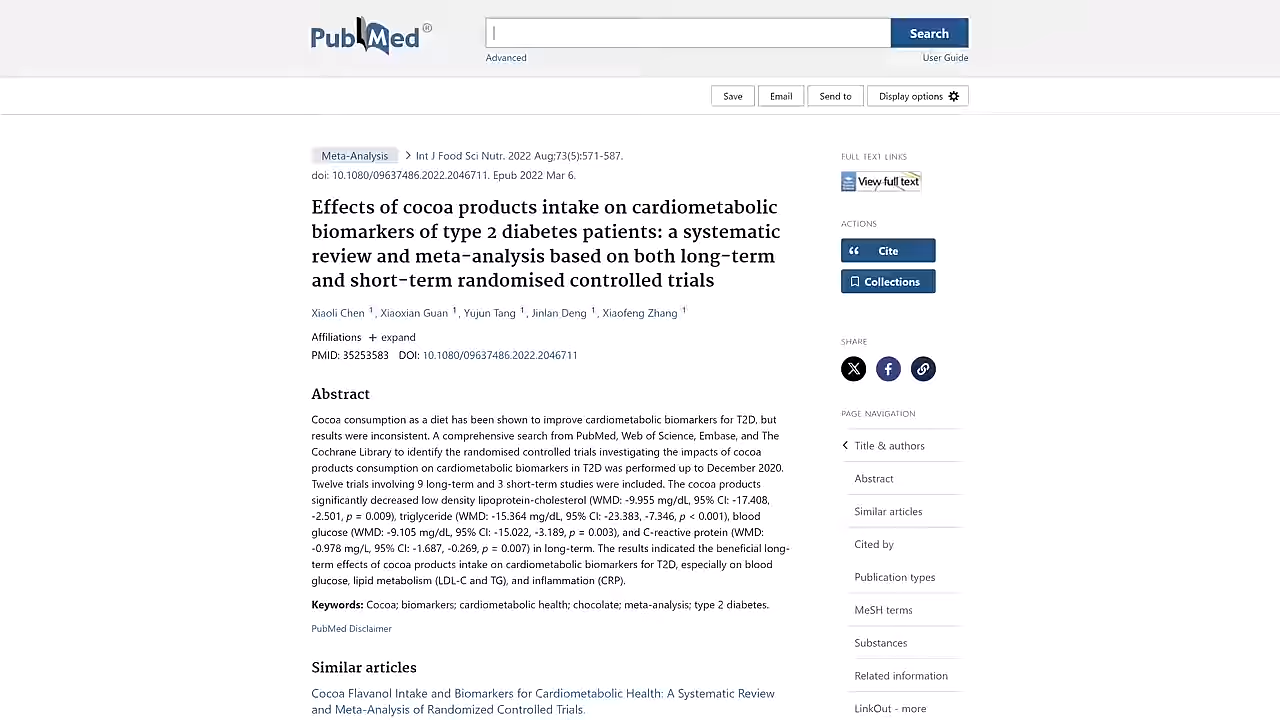 PubMed®
Search
Advanced
User Guide
Save
Email
Send to
Display options
Meta-Analysis
Int J Food Sci Nutr. 2022 Aug;73(5):571-587.
doi: 10.1080/09637486.2022.2046711. Epub 2022 Mar 6.
Effects of cocoa products intake on cardiometabolic
biomarkers of type 2 diabetes patients: a systematic
review and meta-analysis based on both long-term
and short-term randomised controlled trials
Xiaoli Chen 1, Xiaoxian Guan 1, Yujun Tang 1, Jinlan Deng 1, Xiaofeng Zhang 1
Affiliations + expand
PMID: 35253583 DOI: 10.1080/09637486.2022.2046711
Abstract
Cocoa consumption as a diet has been shown to improve cardiometabolic biomarkers for T2D, but
results were inconsistent. A comprehensive search from PubMed, Web of Science, Embase, and The
Cochrane Library to identify the randomised controlled trials investigating the impacts of cocoa
products consumption on cardiometabolic biomarkers in T2D was performed up to December 2020.
Twelve trials involving 9 long-term and 3 short-term studies were included. The cocoa products
significantly decreased low density lipoprotein-cholesterol (WMD: -9.955 mg/dL, 95% CI: -17.408,
-2.501, p = 0.009), triglyceride (WMD: -15.364 mg/dL, 95% CI: -23.383, -7.346, p < 0.001), blood
glucose (WMD: -9.105 mg/dL, 95% CI: -15.022, -3.189, p = 0.003), and C-reactive protein (WMD:
-0.978 mg/L, 95% CI: -1.687, -0.269, p = 0.007) in long-term. The results indicated the beneficial long-
term effects of cocoa products intake on cardiometabolic biomarkers for T2D, especially on blood
glucose, lipid metabolism (LDL-C and TG), and inflammation (CRP).
Keywords: Cocoa; biomarkers; cardiometabolic health; chocolate; meta-analysis; type 2 diabetes.
PubMed Disclaimer
Similar articles
Cocoa Flavanol Intake and Biomarkers for Cardiometabolic Health: A Systematic Review
and Meta-Analysis of Randomized Controlled Trials.
FULL TEXT LINKS
View full text
ACTIONS
Cite
Collections
SHARE
PAGE NAVIGATION
Title & authors
Abstract
Similar articles
Cited by
Publication types
MeSH terms
Substances
Related information
LinkOut - more